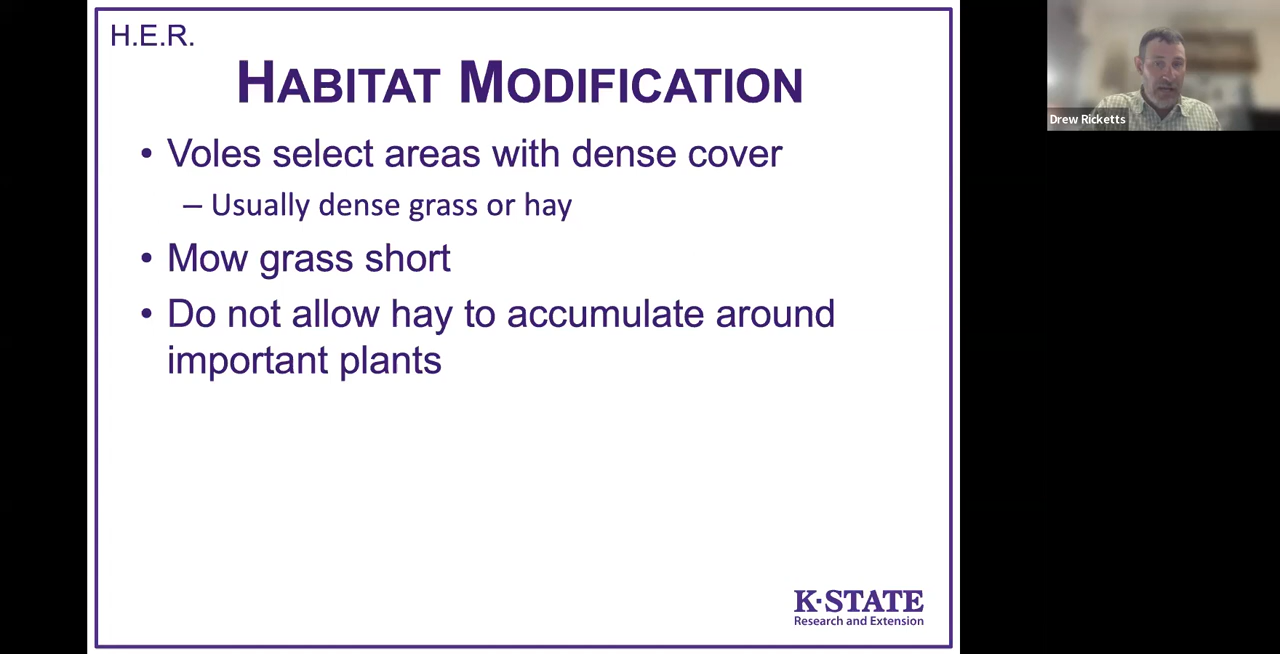 H.E.R.
HABITAT MODIFICATION
• Voles select areas with dense cover
– Usually dense grass or hay
• Mow grass short
• Do not allow hay to accumulate around
important plants
K·STATE
Research and Extension
Drew Ricketts